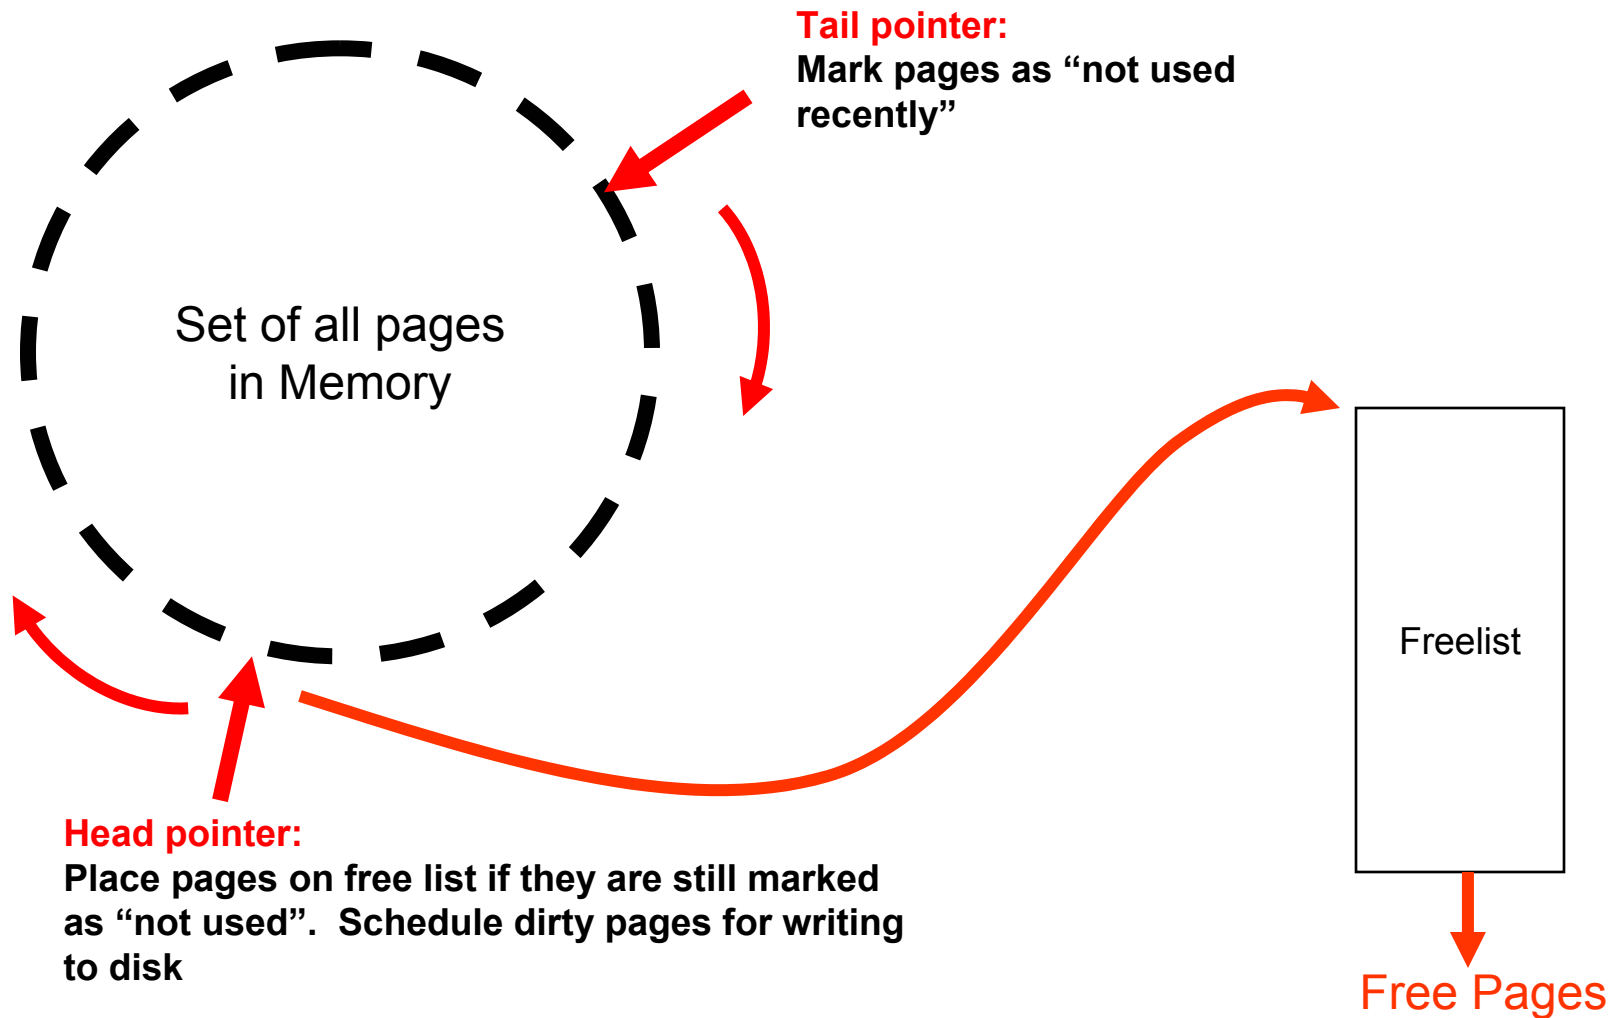 Tail pointer:
Mark pages as “not used
recently”
Set of all pages
in Memory
Freelist
Head pointer:
Place pages on free list if they are still marked
as “not used”.  Schedule dirty pages for writing
to disk
Free Pages